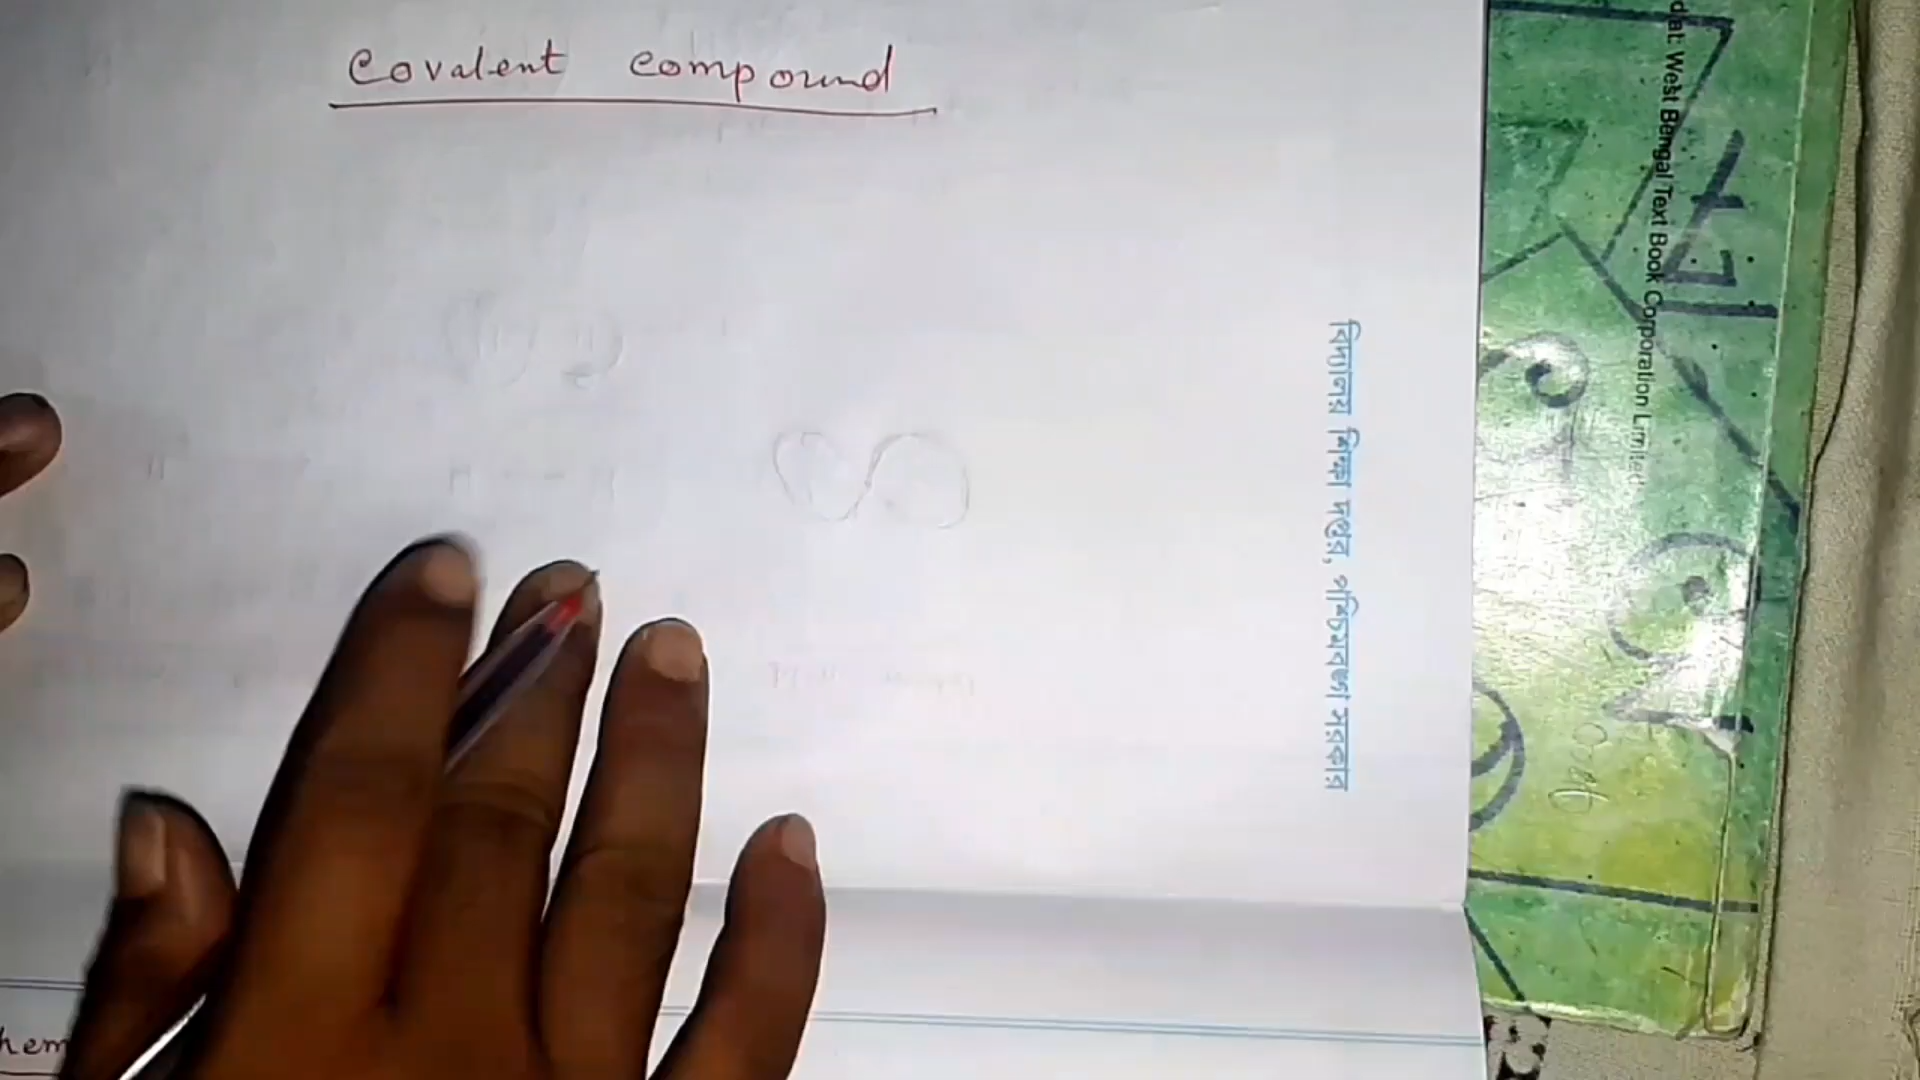 Covalent compound
বিদ্যালয় শিক্ষা দপ্তর, পশ্চিমবঙ্গ সরকার
West Bengal Text Book Corporation Limited